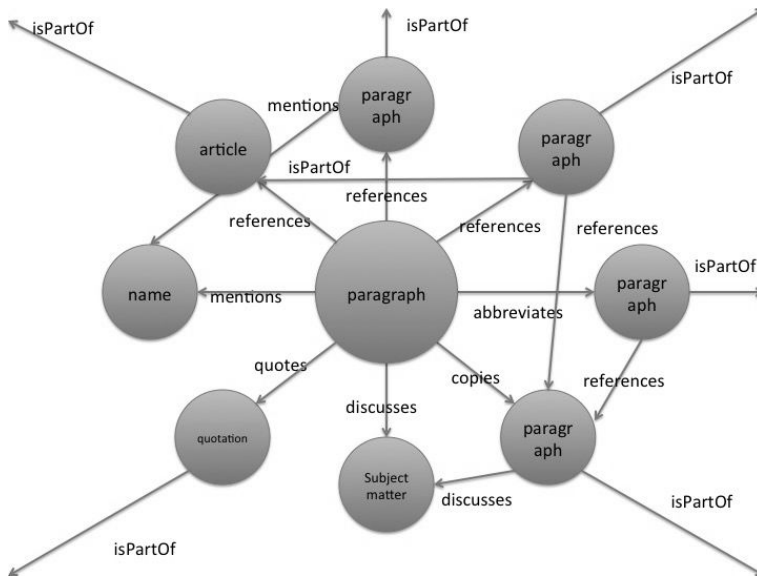 isPartOf
isPartOf
isPartOf
mentions
paragr
aph
article
paragr
aph
isPartOf
references
references
references
references
name
mentions
paragraph
abbreviates
paragr
aph
isPartOf
quotes
copies
references
discusses
quotation
paragr
aph
Subject
matter
discusses
isPartOf
isPartOf